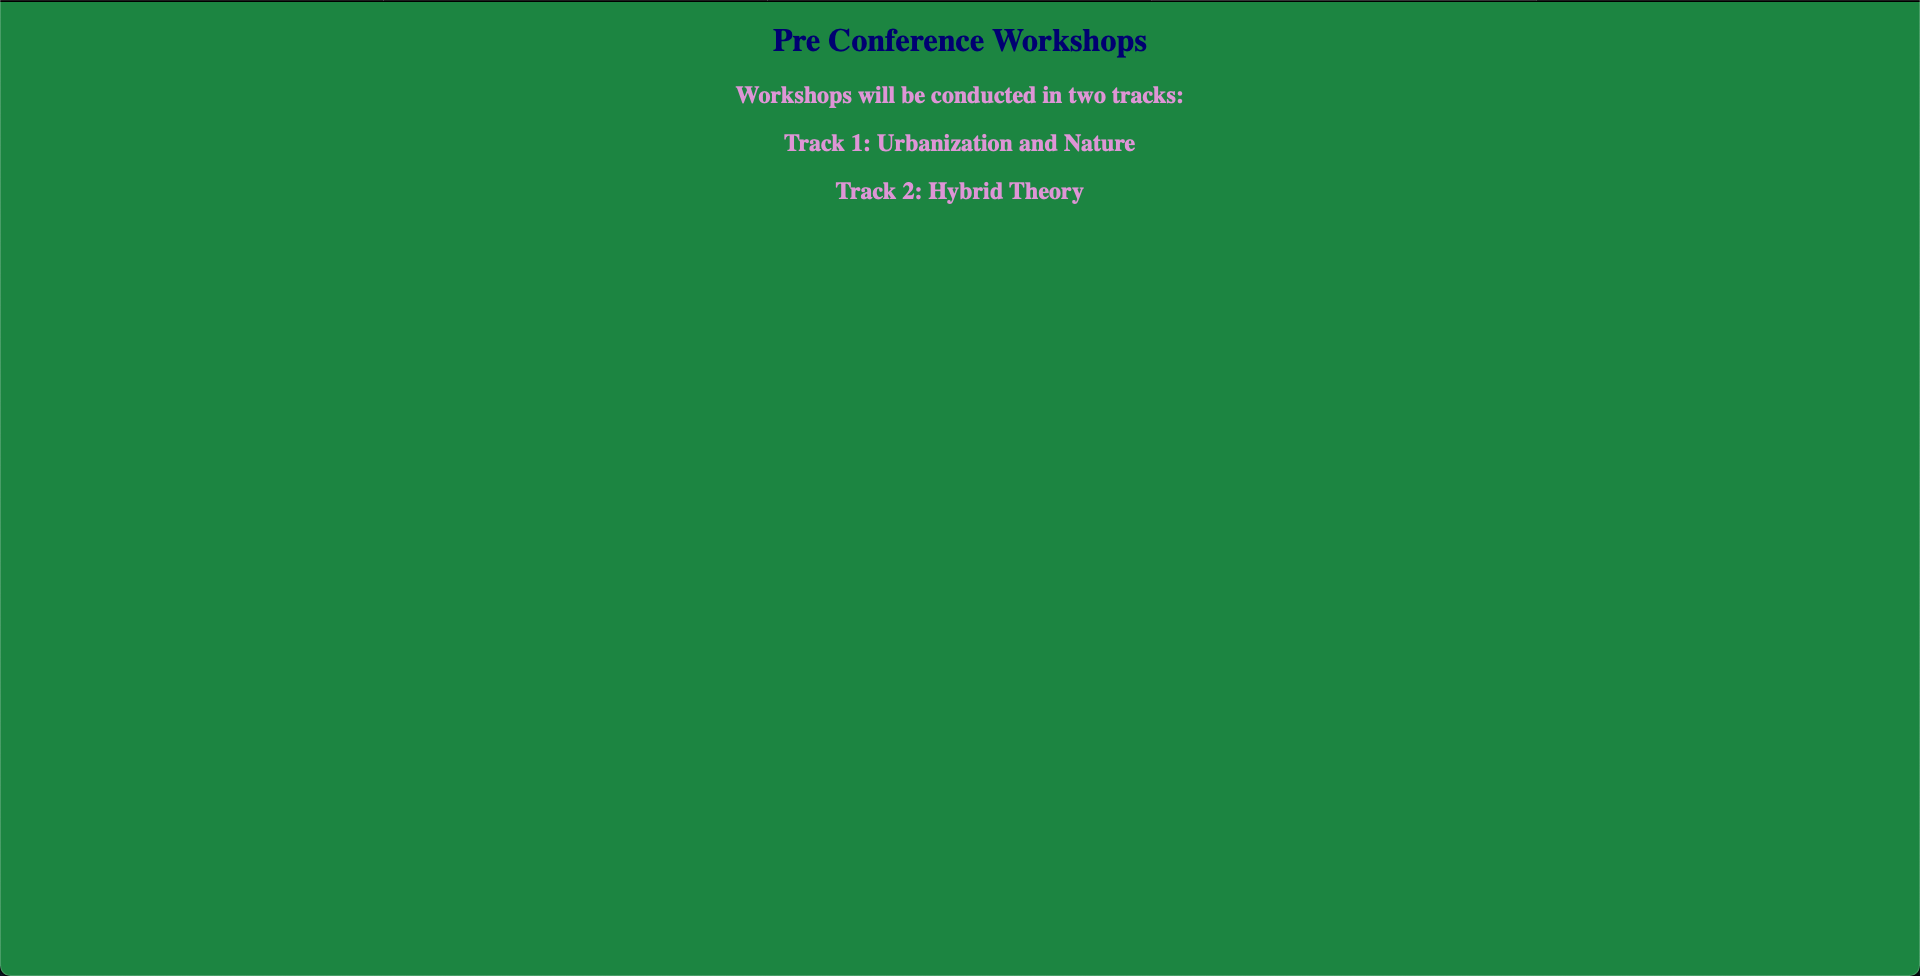 Pre Conference Workshops
Workshops will be conducted in two tracks:
Track 1: Urbanization and Nature
Track 2: Hybrid Theory